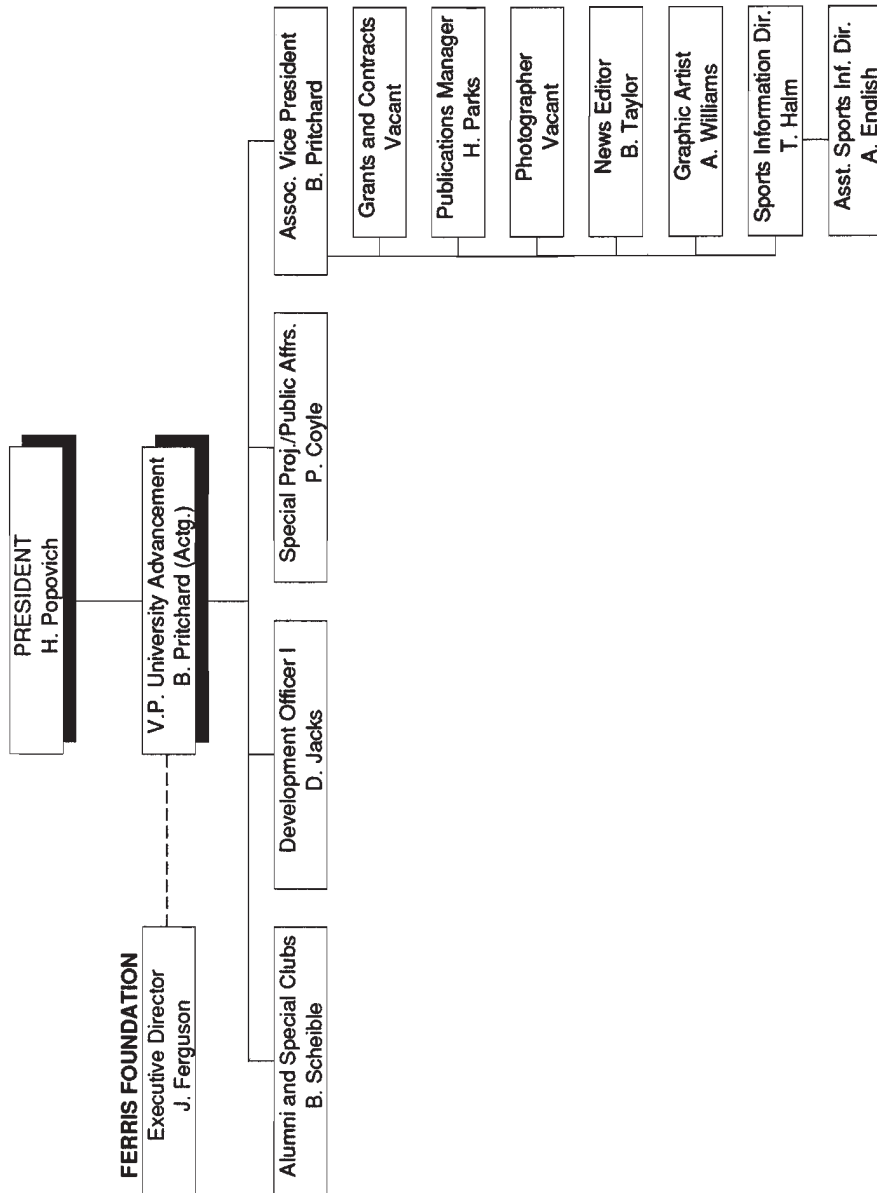 PRESIDENT
H. Popovich
V.P. University Advancement
B. Pritchard (Actg.)
FERRIS FOUNDATION
Executive Director
J. Ferguson
Alumni and Special Clubs
B. Scheible
Development Officer I
D. Jacks
Special Proj./Public Affrs.
P. Coyle
Assoc. Vice President
B. Pritchard
Grants and Contracts
Vacant
Publications Manager
H. Parks
Photographer
Vacant
News Editor
B. Taylor
Graphic Artist
A. Williams
Sports Information Dir.
T. Halm
Asst. Sports Inf. Dir.
A. English